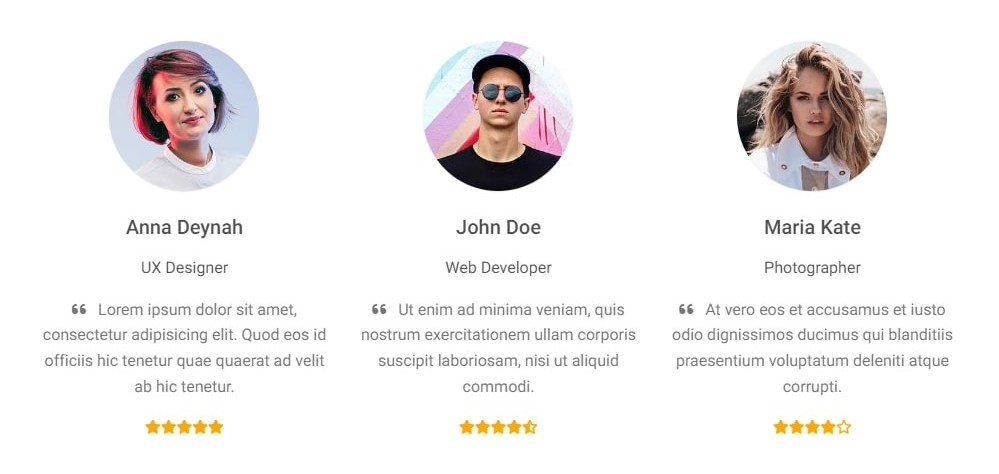 Anna Deynah
UX Designer
❝ Lorem ipsum dolor sit amet,
consectetur adipisicing elit. Quod eos id
officiis hic tenetur quae quaerat ad velit
ab hic tenetur.
John Doe
Web Developer
❝ Ut enim ad minima veniam, quis
nostrum exercitationem ullam corporis
suscipit laboriosam, nisi ut aliquid
commodi.
Maria Kate
Photographer
❝ At vero eos et accusamus et iusto
odio dignissimos ducimus qui blanditiis
praesentium voluptatum deleniti atque
corrupti.